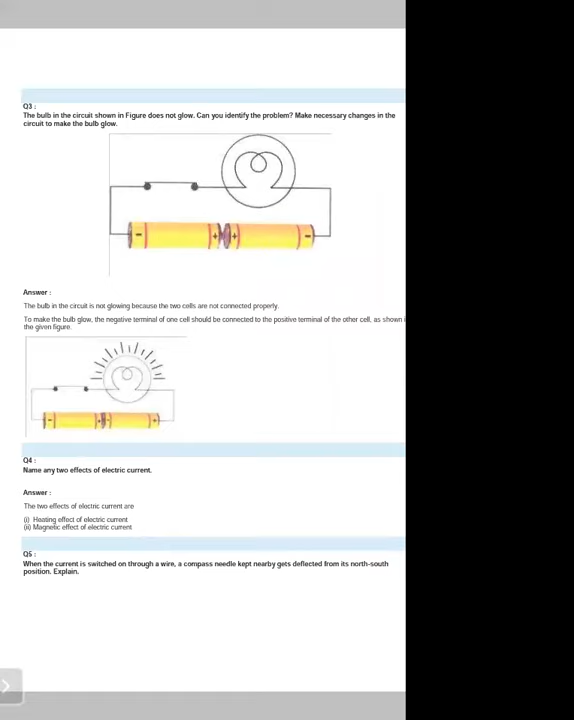 Q3 :
The bulb in the circuit shown in Figure does not glow. Can you identify the problem? Make necessary changes in the
circuit to make the bulb glow.
- + + -
Answer :
The bulb in the circuit is not glowing because the two cells are not connected properly.
To make the bulb glow, the negative terminal of one cell should be connected to the positive terminal of the other cell, as shown i
the given figure.
- + - +
Q4 :
Name any two effects of electric current.
Answer :
The two effects of electric current are
(i) Heating effect of electric current
(ii) Magnetic effect of electric current
Q5 :
When the current is switched on through a wire, a compass needle kept nearby gets deflected from its north-south
position. Explain.